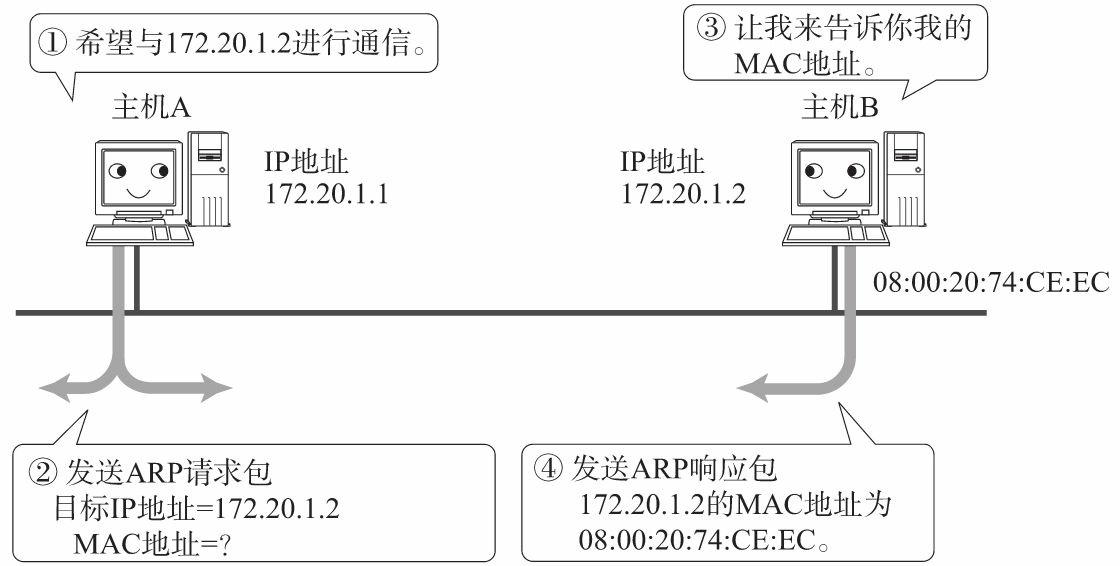 ① 希望与172.20.1.2进行通信。
③ 让我来告诉你我的
MAC地址。
主机A
主机B
IP地址
172.20.1.1
IP地址
172.20.1.2
08:00:20:74:CE:EC
② 发送ARP请求包
目标IP地址=172.20.1.2
MAC地址=?
④ 发送ARP响应包
172.20.1.2的MAC地址为
08:00:20:74:CE:EC。